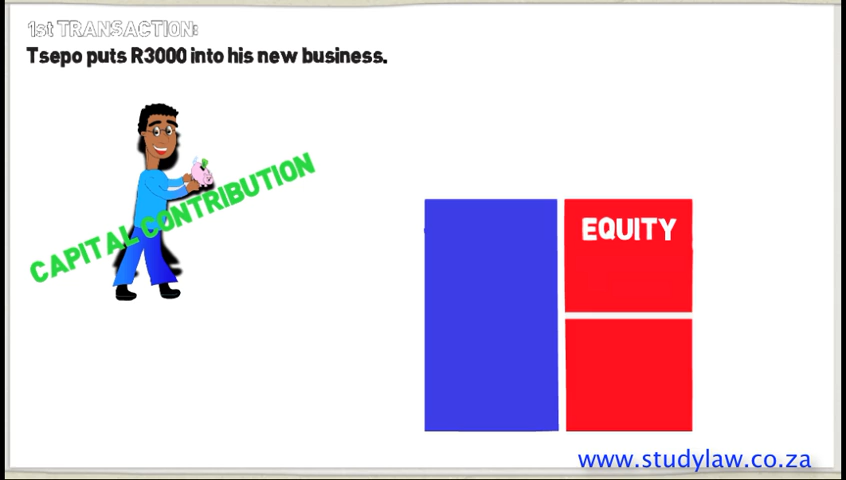 1st TRANSACTION:
Tsepo puts R3000 into his new business.
CAPITAL CONTRIBUTION
EQUITY
www.studylaw.co.za